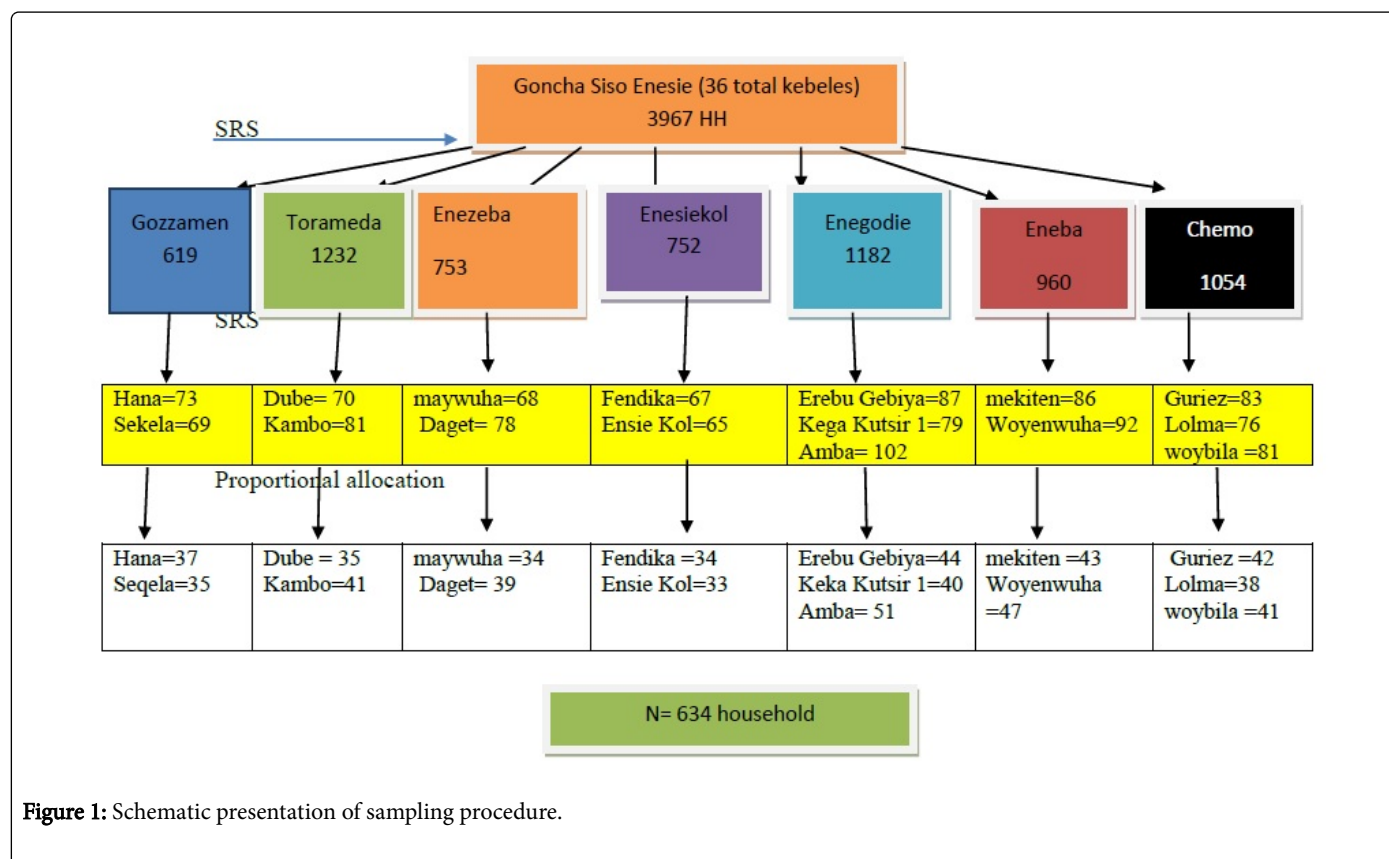 Goncha Siso Enesie (36 total kebeles)
3967 HH
SRS
Gozzamen
619
Torameda
1232
Enezeba
753
Enesiekol
752
Enegodie
1182
Eneba
960
Chemo
1054
SRS
Hana=73
Sekela=69
Dube= 70
Kambo=81
maywuha=68
Daget= 78
Fendika=67
Ensie Kol=65
Erebu Gebiya=87
Kega Kutsir 1=79
Amba= 102
mekiten=86
Woyenwuha=92
Guriez=83
Lolma=76
woybila =81
Proportional allocation
Hana=37
Seqela=35
Dube = 35
Kambo=41
maywuha =34
Daget= 39
Fendika =34
Ensie Kol=33
Erebu Gebiya=44
Keka Kutsir 1=40
Amba= 51
mekiten =43
Woyenwuha
=47
Guriez =42
Lolma=38
woybila =41
N= 634 household
Figure 1: Schematic presentation of sampling procedure.